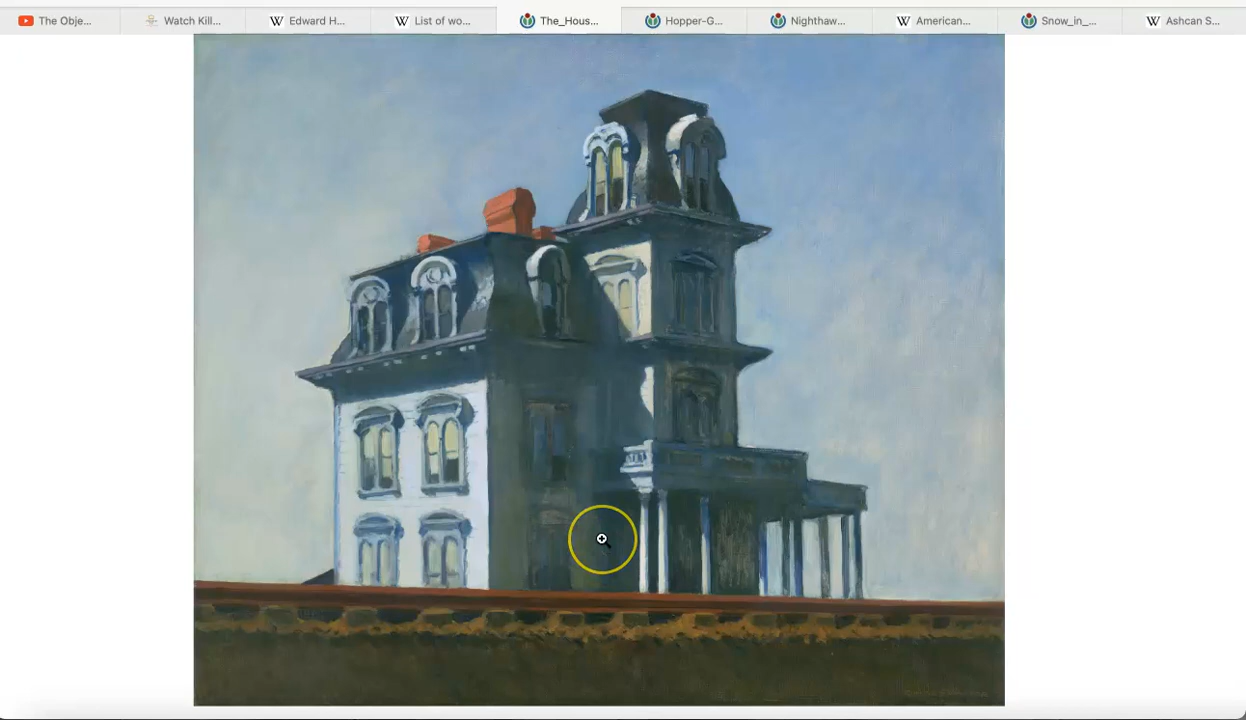 The Obje...
Watch Kill...
Edward H...
List of wo...
The_Hous...
Hopper-G...
Nighthaw...
American...
Snow_in_...
Ashcan S...